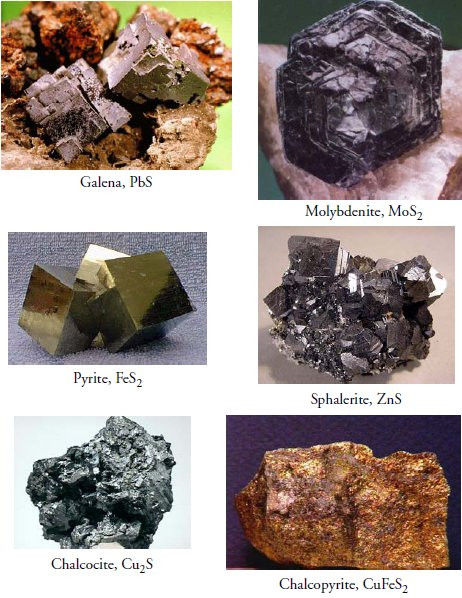 Galena, PbS
Molybdenite, MoS₂
Pyrite, FeS₂
Sphalerite, ZnS
Chalcocite, Cu₂S
Chalcopyrite, CuFeS₂